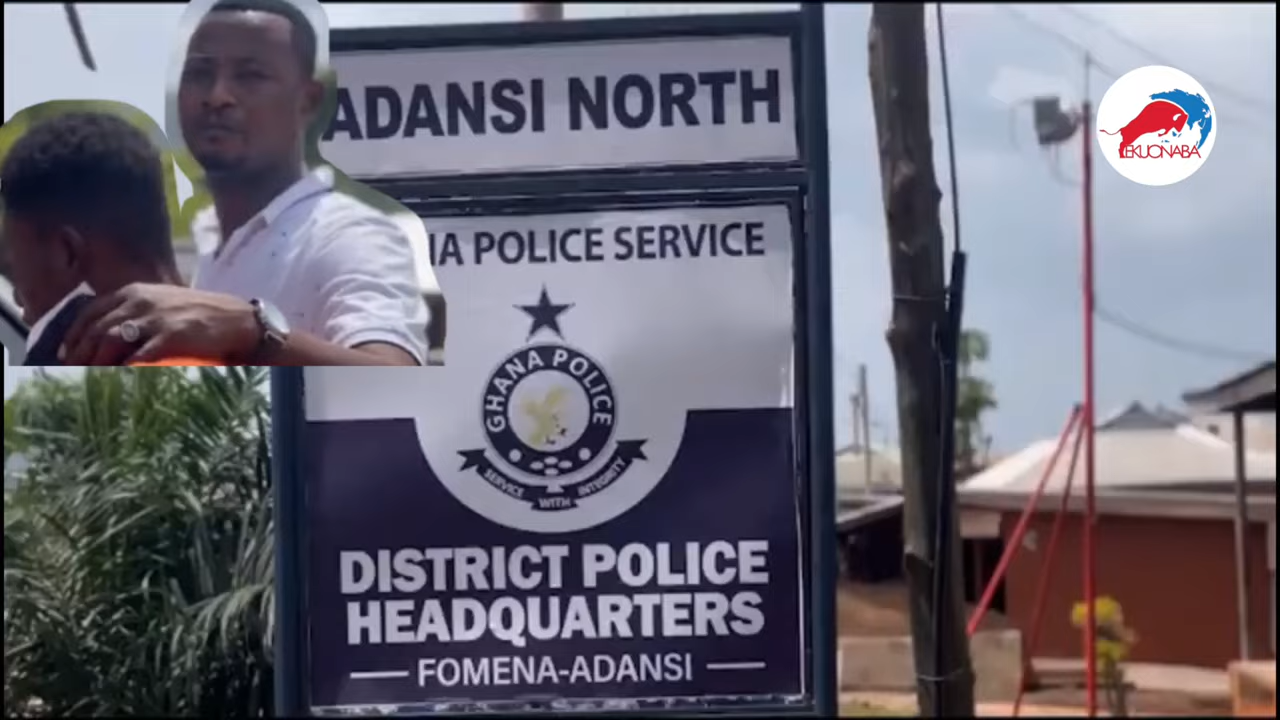 ADANSI NORTH
IA POLICE SERVICE
GHANA POLICE
SERVICE WITH INTEGRITY
DISTRICT POLICE
HEADQUARTERS
FOMENA-ADANSI
EKUONABA